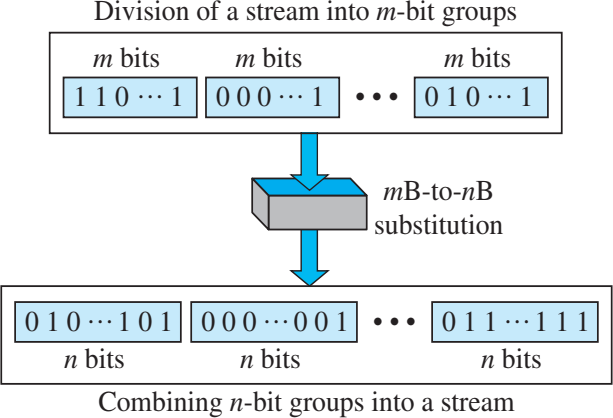 Division of a stream into m-bit groups
m bits m bits m bits
1 1 0 ··· 1 0 0 0 ··· 1 ••• 0 1 0 ··· 1
mB-to-nB
substitution
0 1 0 ··· 1 0 1 0 0 0 ··· 0 0 1 ••• 0 1 1 ··· 1 1 1
n bits n bits n bits
Combining n-bit groups into a stream